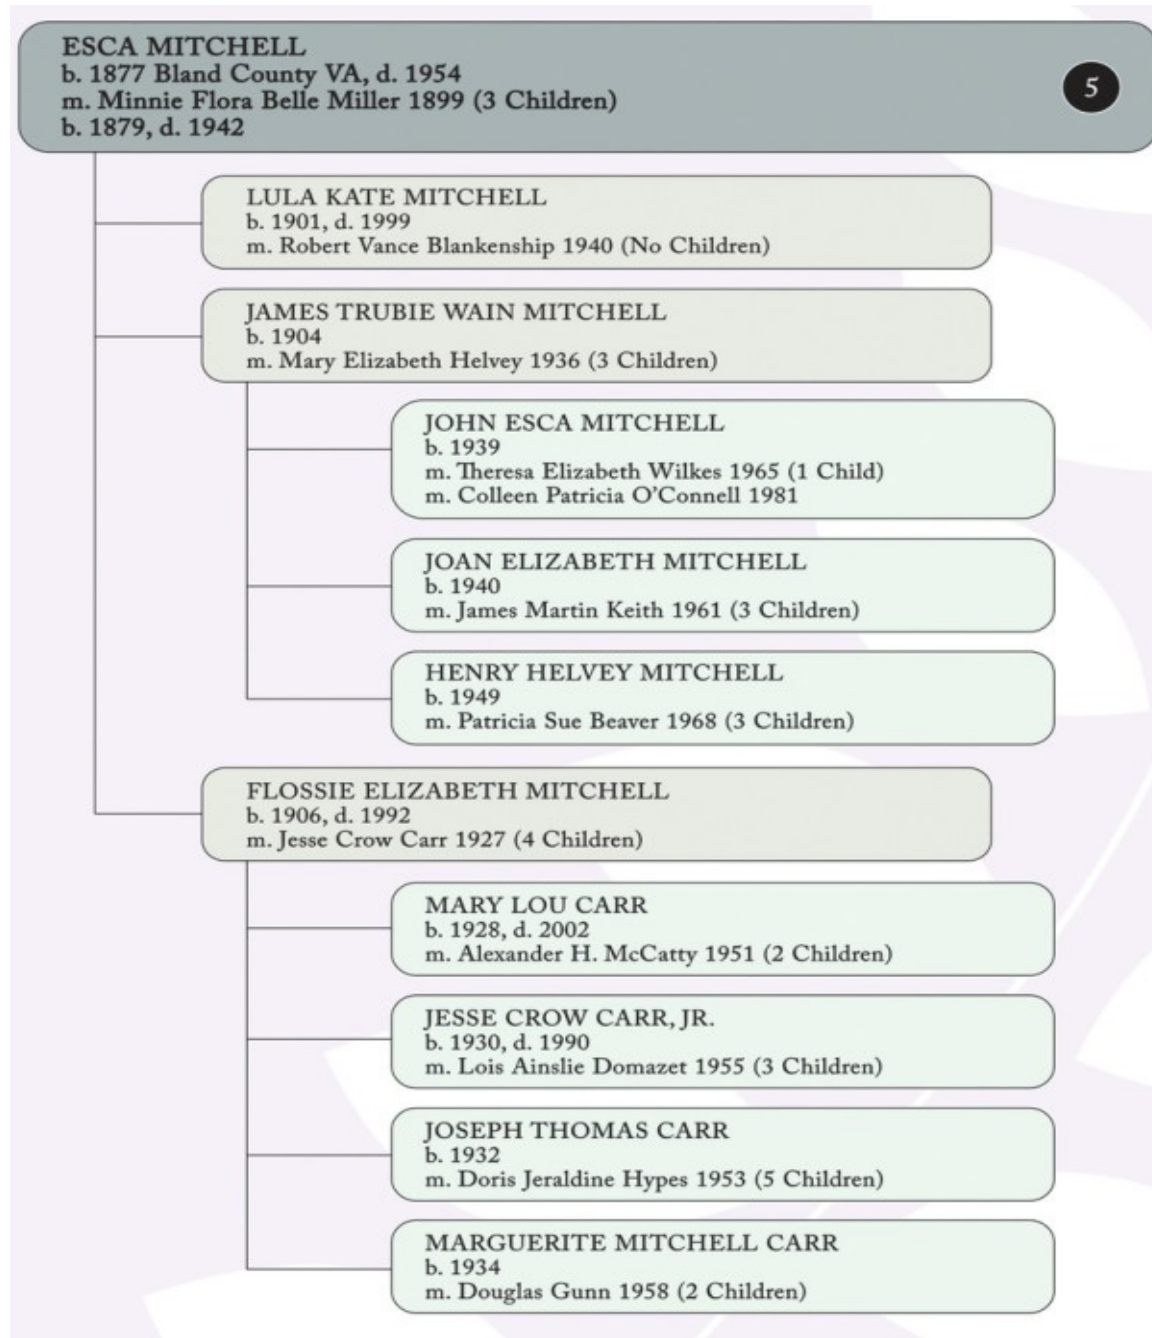 ESCA MITCHELL
b. 1877 Bland County VA, d. 1954
m. Minnie Flora Belle Miller 1899 (3 Children)
b. 1879, d. 1942
5
LULA KATE MITCHELL
b. 1901, d. 1999
m. Robert Vance Blankenship 1940 (No Children)
JAMES TRUBIE WAIN MITCHELL
b. 1904
m. Mary Elizabeth Helvey 1936 (3 Children)
JOHN ESCA MITCHELL
b. 1939
m. Theresa Elizabeth Wilkes 1965 (1 Child)
m. Colleen Patricia O’Connell 1981
JOAN ELIZABETH MITCHELL
b. 1940
m. James Martin Keith 1961 (3 Children)
HENRY HELVEY MITCHELL
b. 1949
m. Patricia Sue Beaver 1968 (3 Children)
FLOSSIE ELIZABETH MITCHELL
b. 1906, d. 1992
m. Jesse Crow Carr 1927 (4 Children)
MARY LOU CARR
b. 1928, d. 2002
m. Alexander H. McCatty 1951 (2 Children)
JESSE CROW CARR, JR.
b. 1930, d. 1990
m. Lois Ainslie Domazet 1955 (3 Children)
JOSEPH THOMAS CARR
b. 1932
m. Doris Jeraldine Hypes 1953 (5 Children)
MARGUERITE MITCHELL CARR
b. 1934
m. Douglas Gunn 1958 (2 Children)